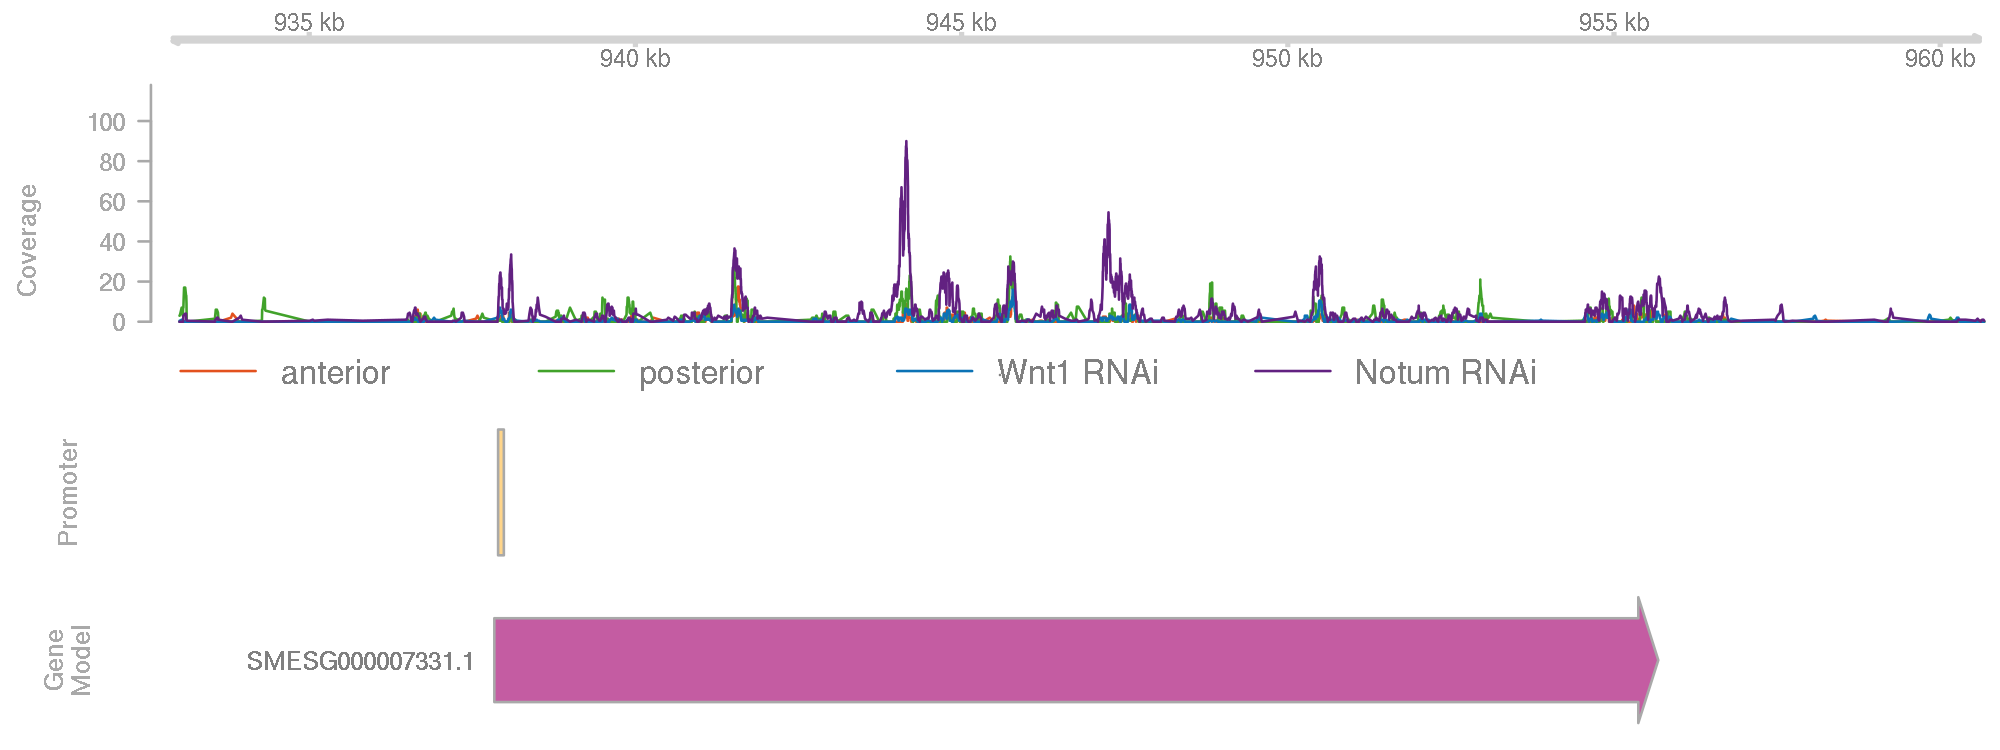 935 kb 945 kb 955 kb
940 kb 950 kb 960 kb
Coverage
100
80
60
40
20
0
anterior posterior Wnt1 RNAi Notum RNAi
Promoter
Gene
Model
SMESG000007331.1